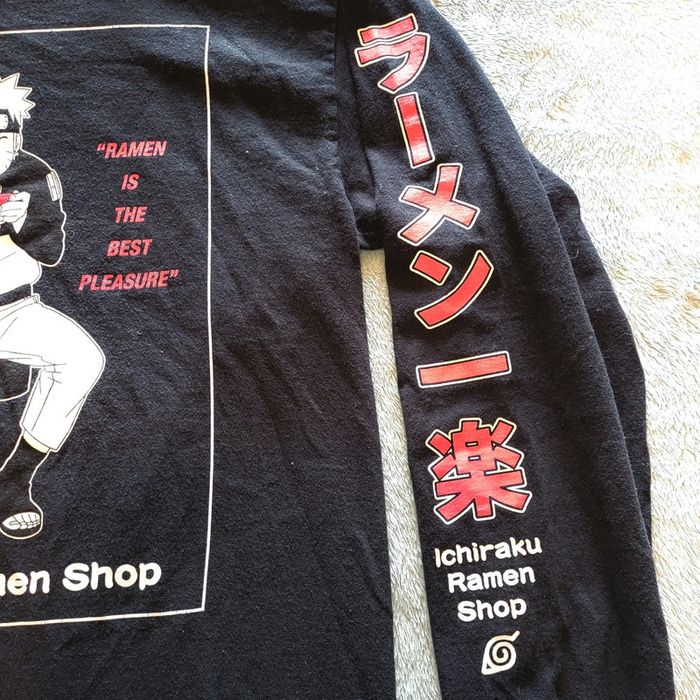 "RAMEN
IS
THE
BEST
PLEASURE"
Shop
ラーメン一楽
Ichiraku
Ramen
Shop